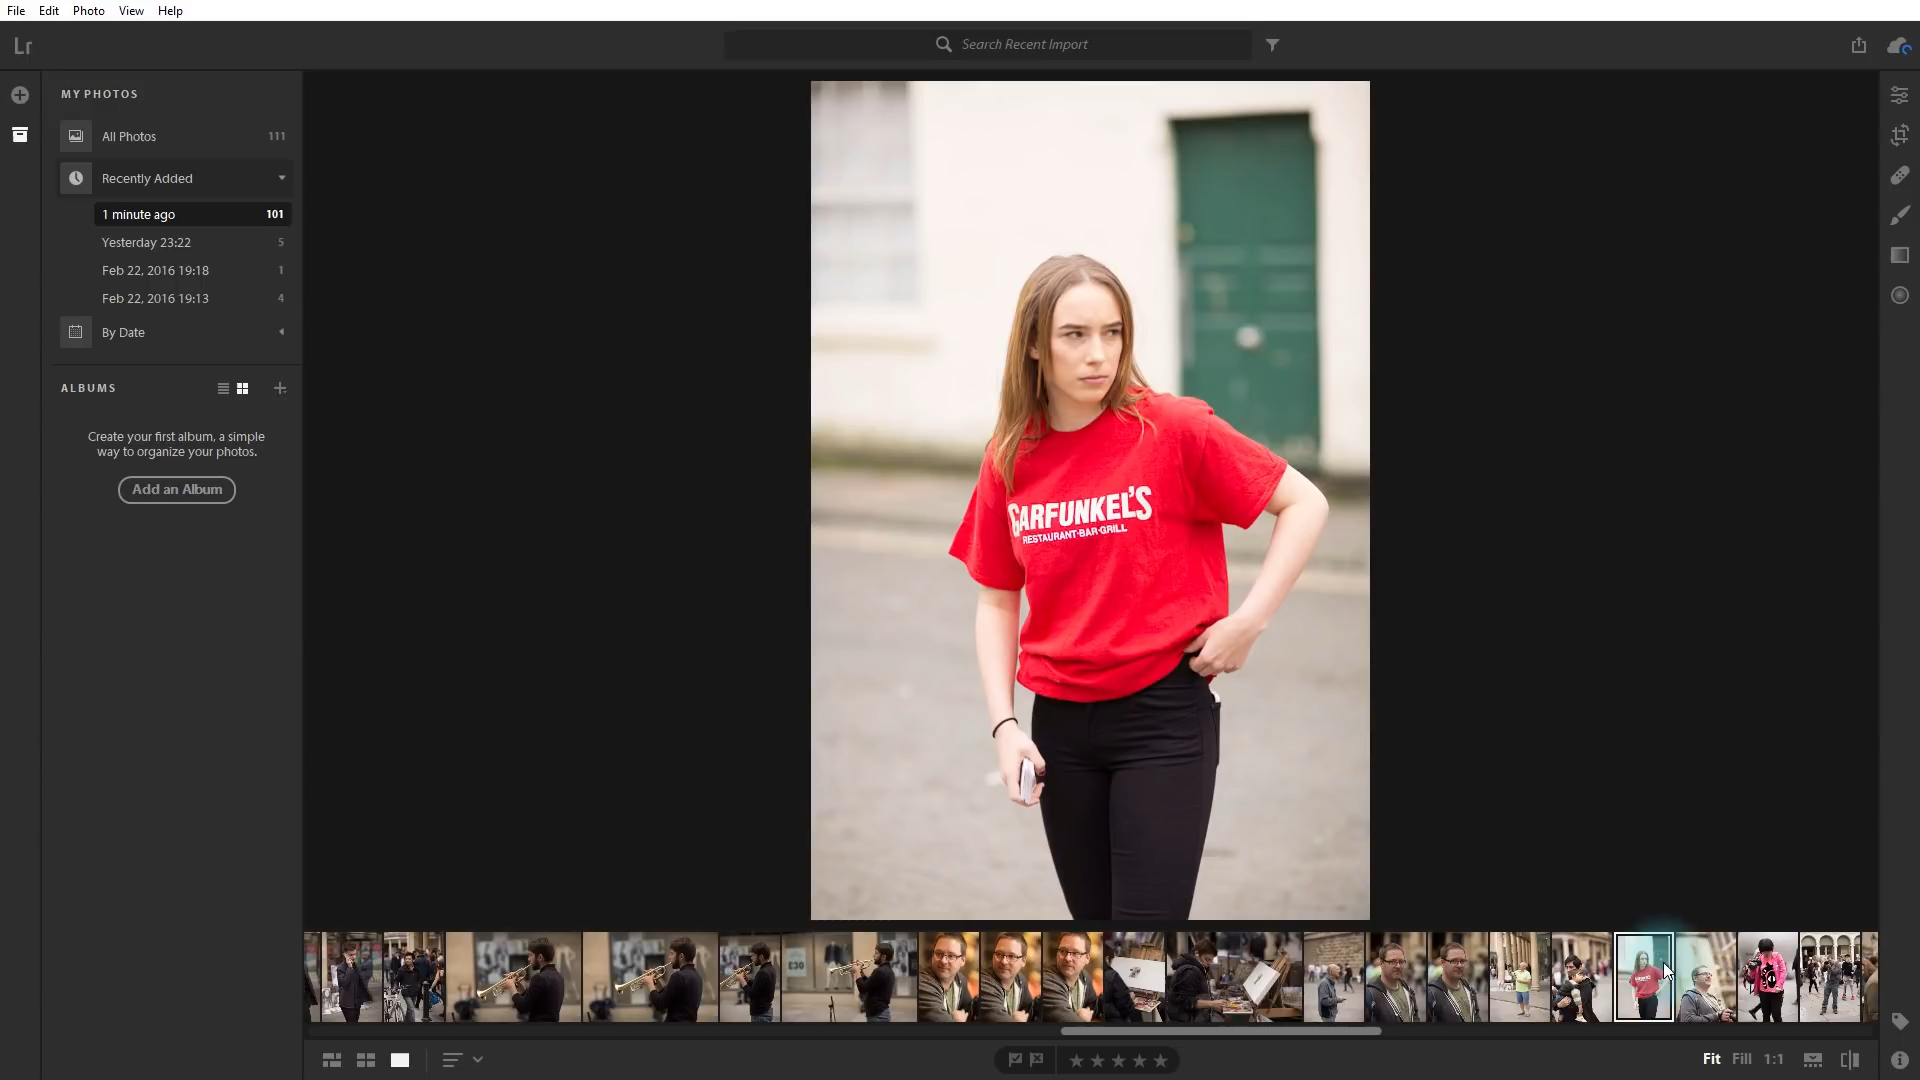 File Edit Photo View Help
Lr
Search Recent Import
MY PHOTOS
All Photos 111
Recently Added
1 minute ago 101
Yesterday 23:22 5
Feb 22, 2016 19:18 1
Feb 22, 2016 19:13 4
By Date
ALBUMS
Create your first album, a simple
way to organize your photos.
Add an Album
GARFUNKEL'S
RESTAURANT·BAR·GRILL
£30
Fit Fill 1:1